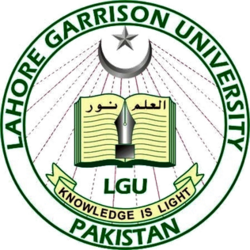 LAHORE GARRISON UNIVERSITY
العلم نور
LGU
KNOWLEDGE IS LIGHT
PAKISTAN